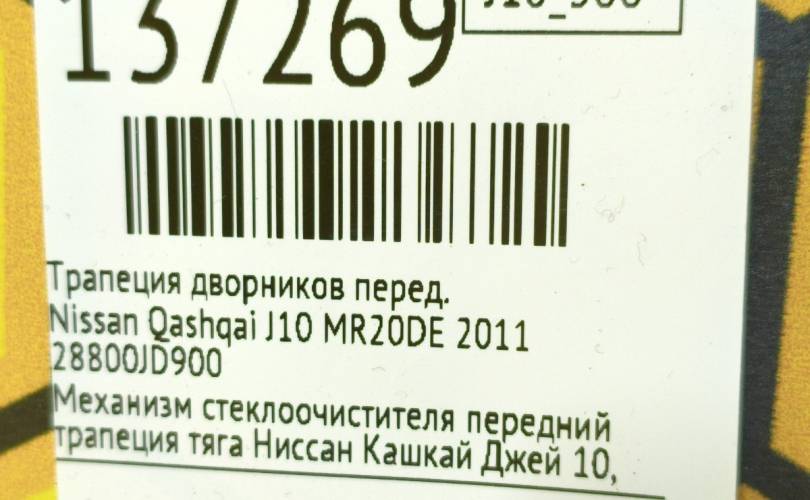 137269
J10_900
Трапеция дворников перед.
Nissan Qashqai J10 MR20DE 2011
28800JD900
Механизм стеклоочистителя передний
трапеция тяга Ниссан Кашкай Джей 10,